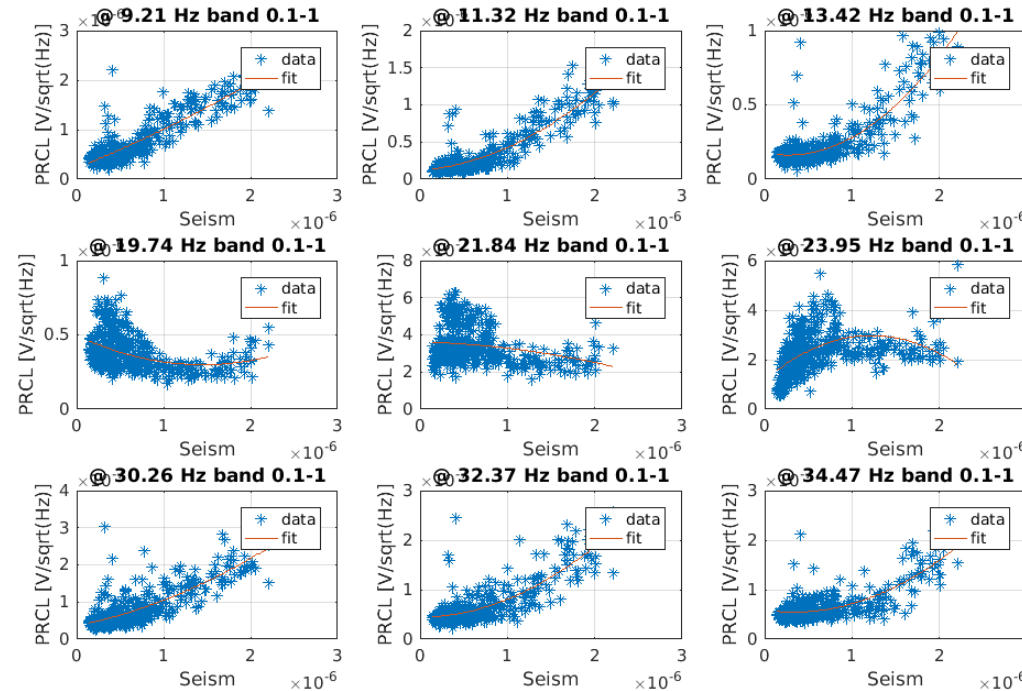 @ 9.21 Hz band 0.1-1
@ 11.32 Hz band 0.1-1
@ 13.42 Hz band 0.1-1
3
2
1
0
2
1.5
1
0.5
0
1
0.5
0
PRCL [V/sqrt(Hz)]
PRCL [V/sqrt(Hz)]
PRCL [V/sqrt(Hz)]
data
fit
data
fit
data
fit
0 1 2 3
0 1 2 3
0 1 2
Seism
×10⁻⁶
Seism
×10⁻⁶
Seism
×10⁻⁶
@ 19.74 Hz band 0.1-1
@ 21.84 Hz band 0.1-1
@ 23.95 Hz band 0.1-1
1
0.5
0
8
6
4
2
0
6
4
2
0
PRCL [V/sqrt(Hz)]
PRCL [V/sqrt(Hz)]
PRCL [V/sqrt(Hz)]
data
fit
data
fit
data
fit
0 1 2 3
0 1 2 3
0 1 2
Seism
×10⁻⁶
Seism
×10⁻⁶
Seism
×10⁻⁶
@ 30.26 Hz band 0.1-1
@ 32.37 Hz band 0.1-1
@ 34.47 Hz band 0.1-1
4
3
2
1
0
3
2
1
0
3
2
1
0
PRCL [V/sqrt(Hz)]
PRCL [V/sqrt(Hz)]
PRCL [V/sqrt(Hz)]
data
fit
data
fit
data
fit
0 1 2 3
0 1 2 3
0 1 2
Seism
×10⁻⁶
Seism
×10⁻⁶
Seism
×10⁻⁶